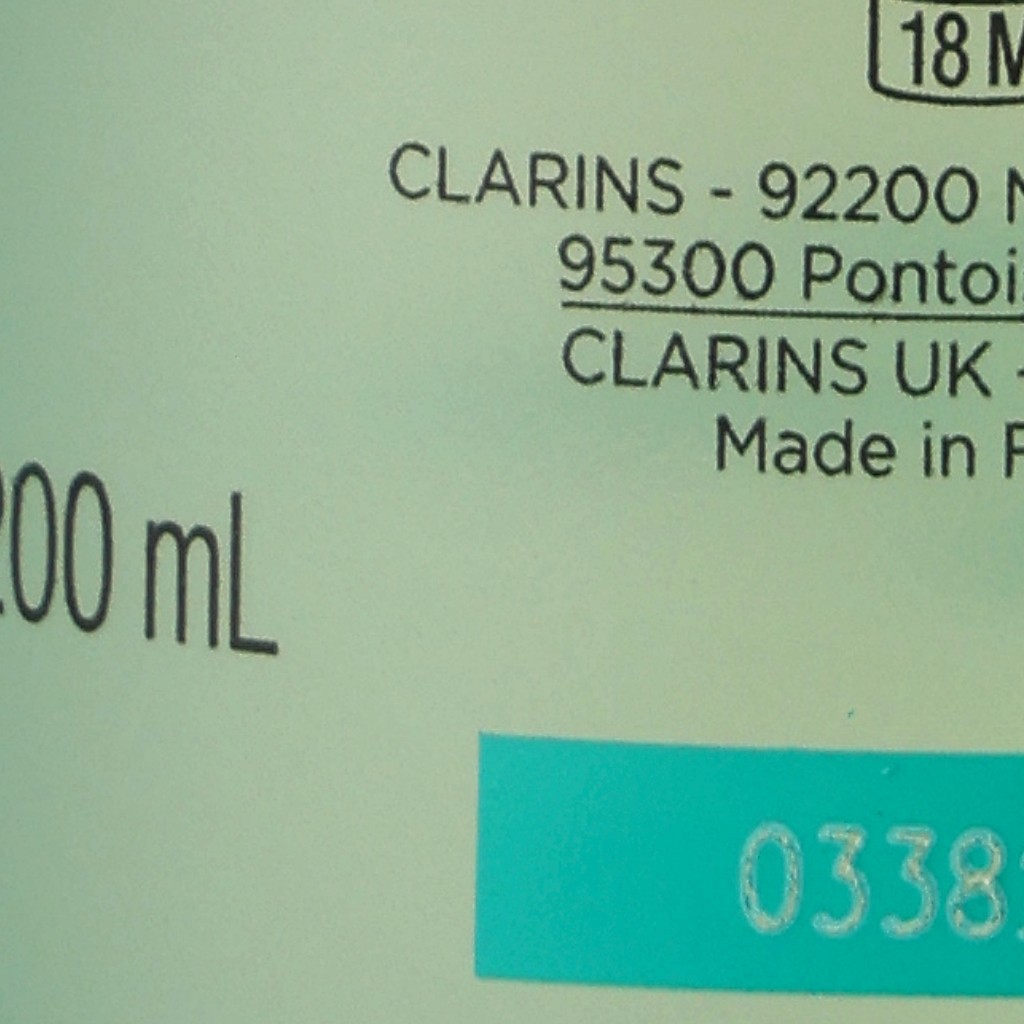 18 M
CLARINS - 92200 N
95300 Pontoi
CLARINS UK -
Made in F
200 mL
0338